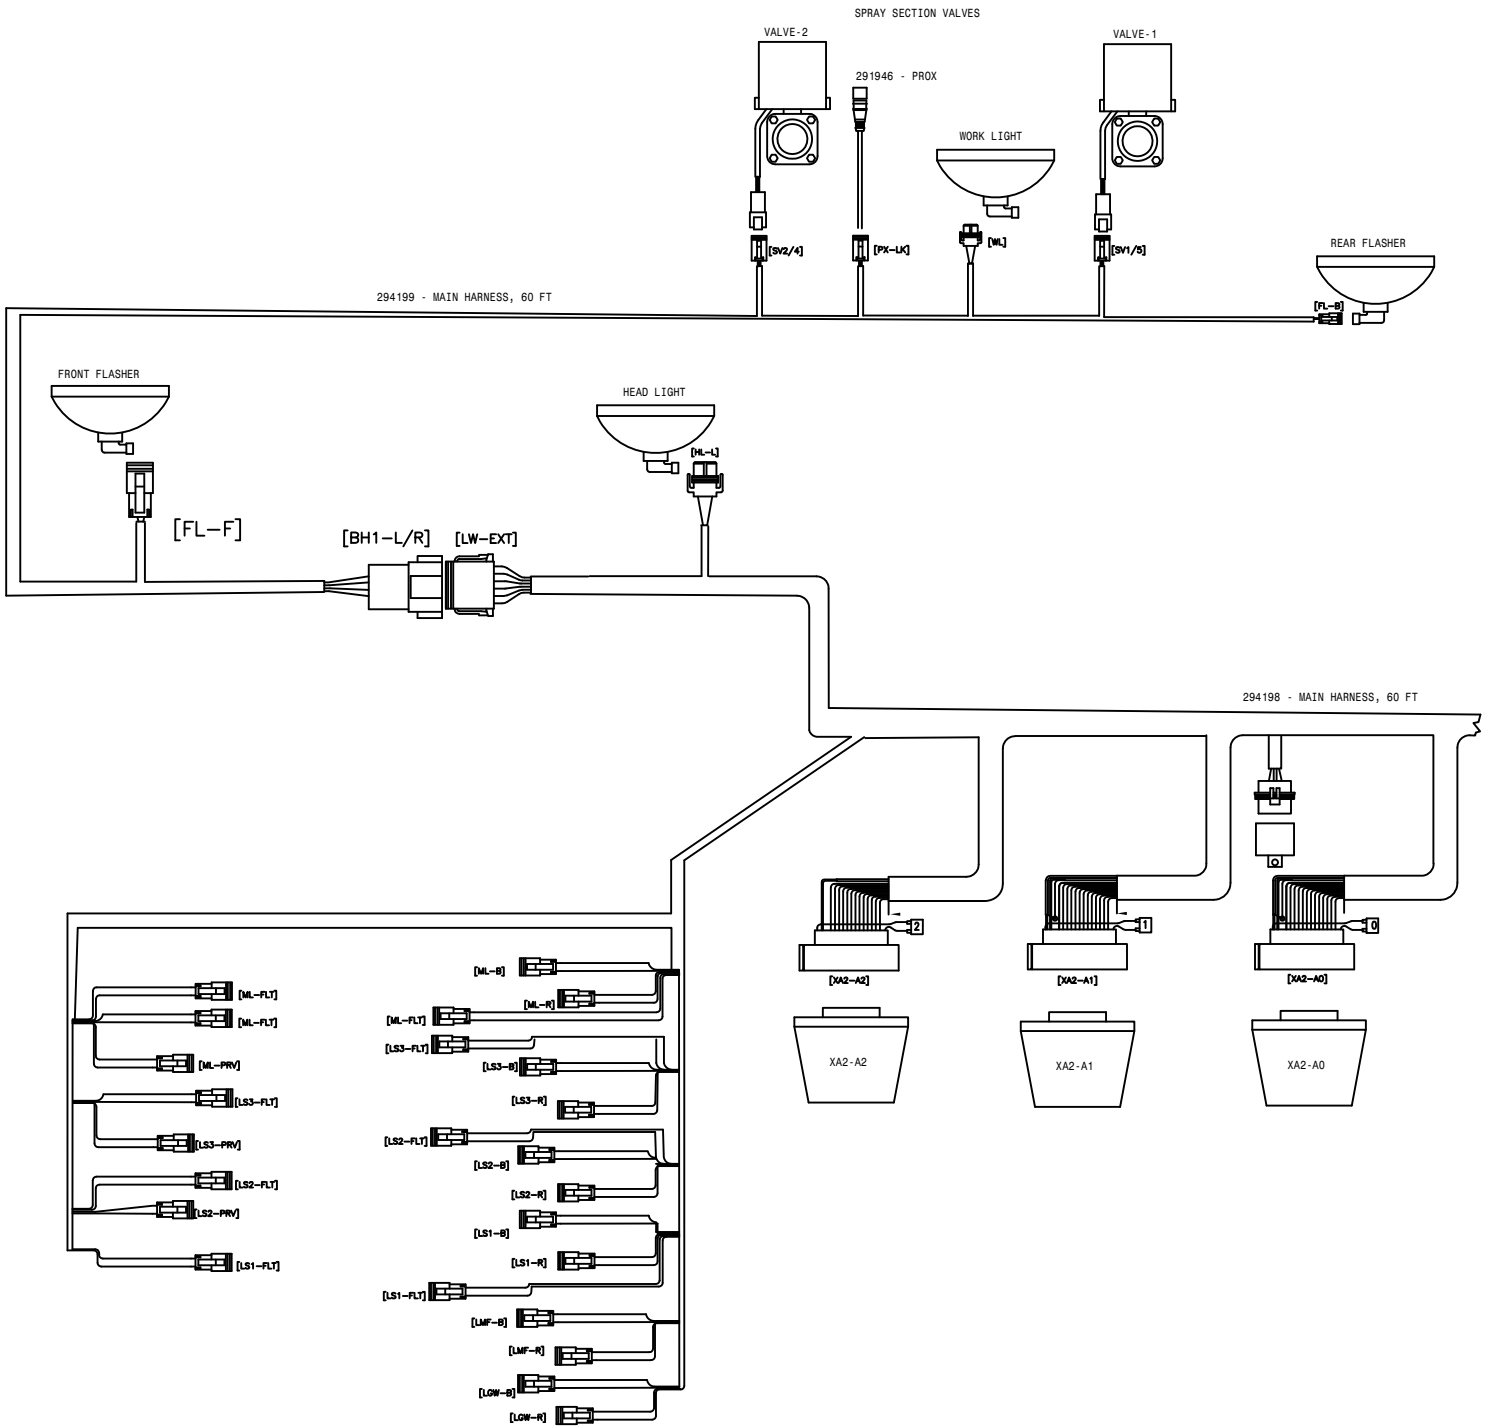 SPRAY SECTION VALVES
VALVE-2
VALVE-1
291946 - PROX
WORK LIGHT
REAR FLASHER
[SV2/4]
[PX-LK]
[WL]
[SV1/5]
294199 - MAIN HARNESS, 60 FT
[FL-B]
FRONT FLASHER
HEAD LIGHT
[HL-L]
[FL-F]
[BH1-L/R]
[LW-EXT]
294198 - MAIN HARNESS, 60 FT
2
1
0
[XA2-A2]
[XA2-A1]
[XA2-A0]
XA2-A2
XA2-A1
XA2-A0
[ML-FLT]
[ML-FLT]
[ML-PRV]
[LS3-FLT]
[LS3-PRV]
[LS2-FLT]
[LS2-PRV]
[LS1-FLT]
[ML-B]
[ML-R]
[ML-FLT]
[LS3-FLT]
[LS3-B]
[LS3-R]
[LS2-FLT]
[LS2-B]
[LS2-R]
[LS1-B]
[LS1-R]
[LS1-FLT]
[LMF-B]
[LMF-R]
[LGW-B]
[LGW-R]